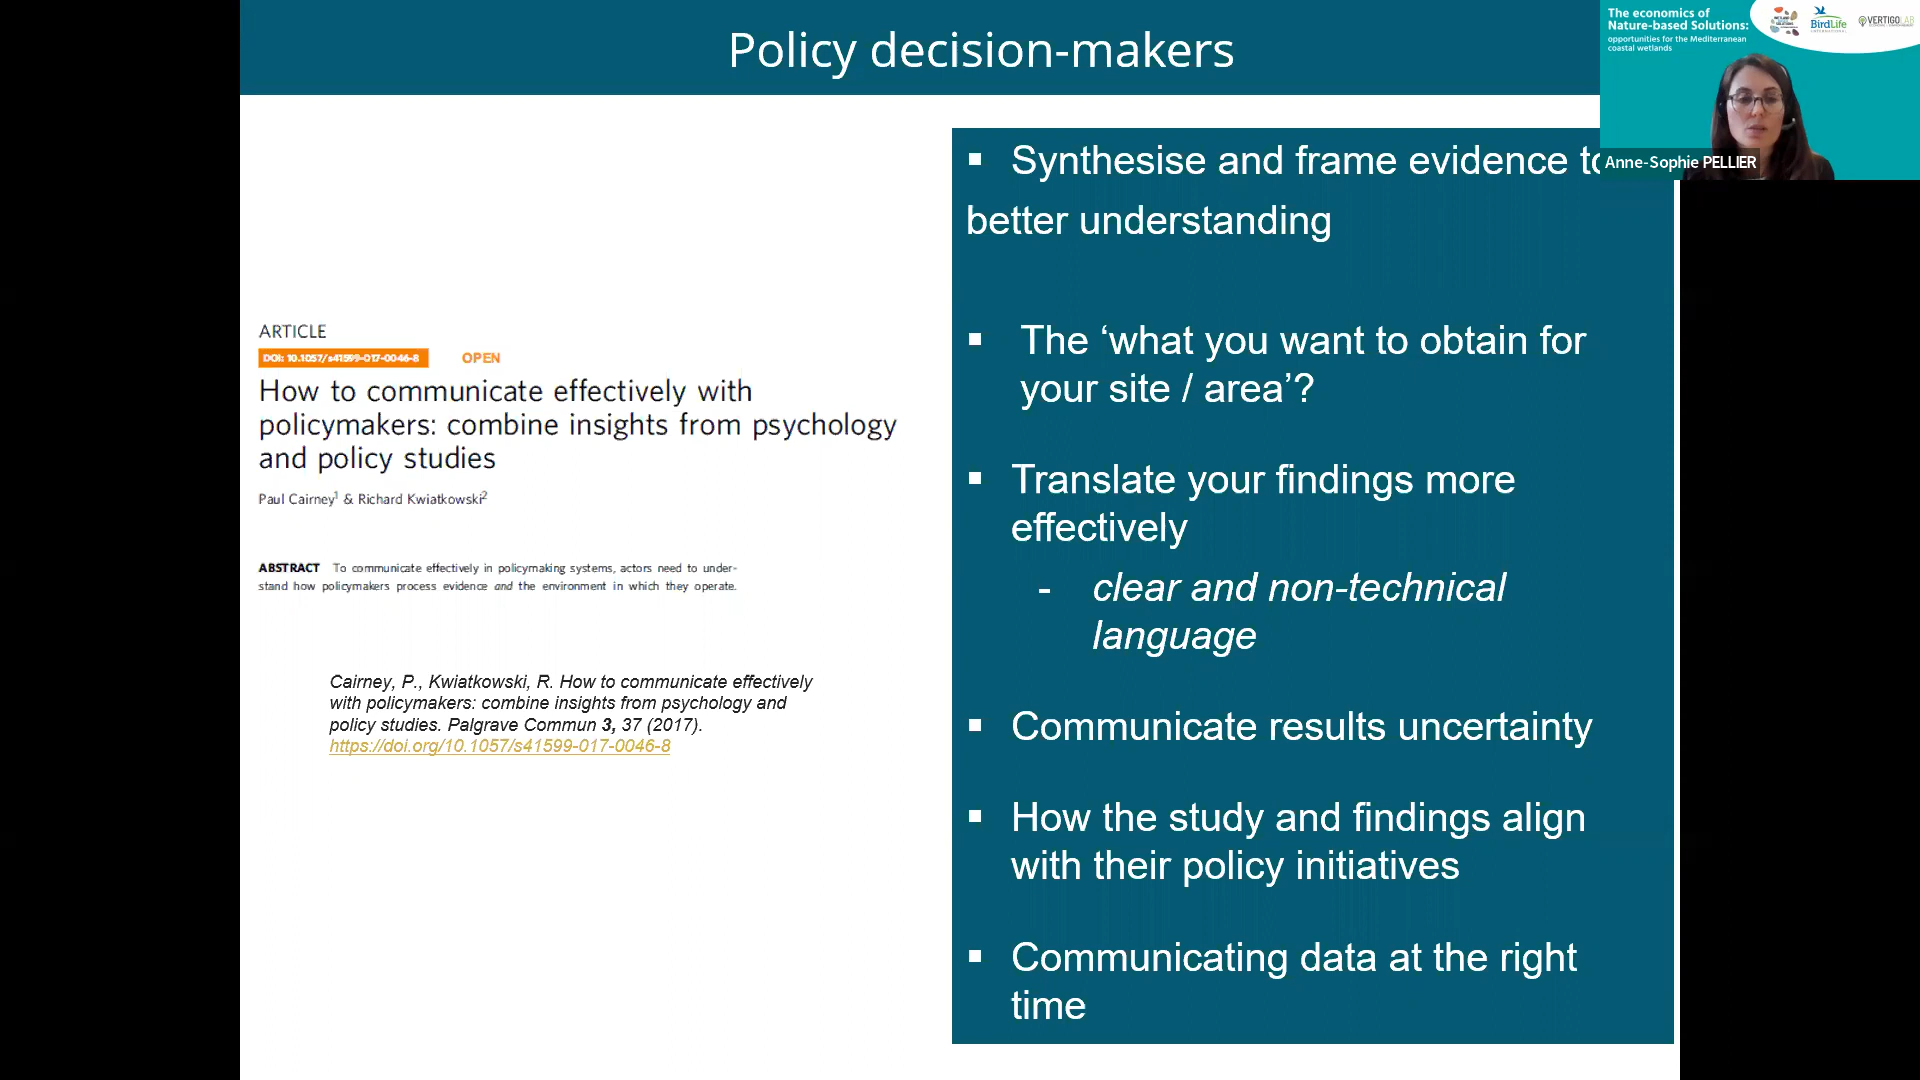 Policy decision-makers
The economics of
Nature-based Solutions:
opportunities for the Mediterranean
coastal wetlands
BirdLife
INTERNATIONAL
VERTIGOLAB
Anne-Sophie PELLIER
ARTICLE
DOI: 10.1057/s41599-017-0046-8
OPEN
How to communicate effectively with
policymakers: combine insights from psychology
and policy studies
Paul Cairney1 & Richard Kwiatkowski2
ABSTRACT To communicate effectively in policymaking systems, actors need to under-
stand how policymakers process evidence and the environment in which they operate.
Cairney, P., Kwiatkowski, R. How to communicate effectively
with policymakers: combine insights from psychology and
policy studies. Palgrave Commun 3, 37 (2017).
https://doi.org/10.1057/s41599-017-0046-8
▪ Synthesise and frame evidence to
better understanding
▪ The ‘what you want to obtain for
your site / area’?
▪ Translate your findings more
effectively
- clear and non-technical
language
▪ Communicate results uncertainty
▪ How the study and findings align
with their policy initiatives
▪ Communicating data at the right
time